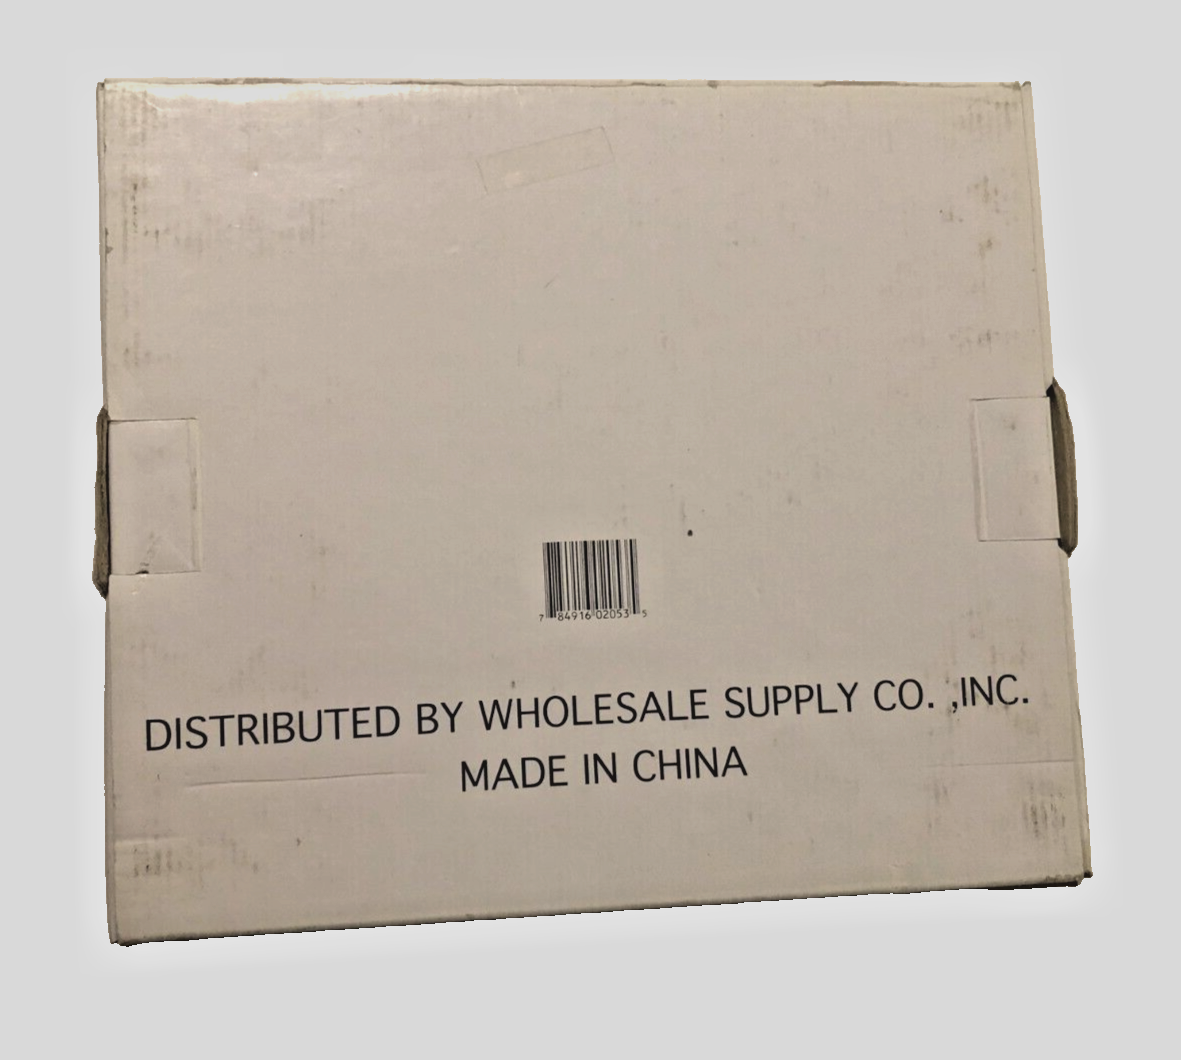 7 84916 02053 5
DISTRIBUTED BY WHOLESALE SUPPLY CO. ,INC.
MADE IN CHINA